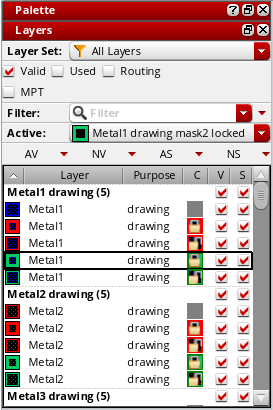 Palette
Layers
Layer Set: All Layers
Valid Used Routing
MPT
Filter: Filter
Active: Metal1 drawing mask2 locked
AV NV AS NS
Layer Purpose C V S
Metal1 drawing (5)
Metal1 drawing
Metal1 drawing
Metal1 drawing
Metal1 drawing
Metal1 drawing
Metal2 drawing (5)
Metal2 drawing
Metal2 drawing
Metal2 drawing
Metal2 drawing
Metal2 drawing
Metal3 drawing (5)